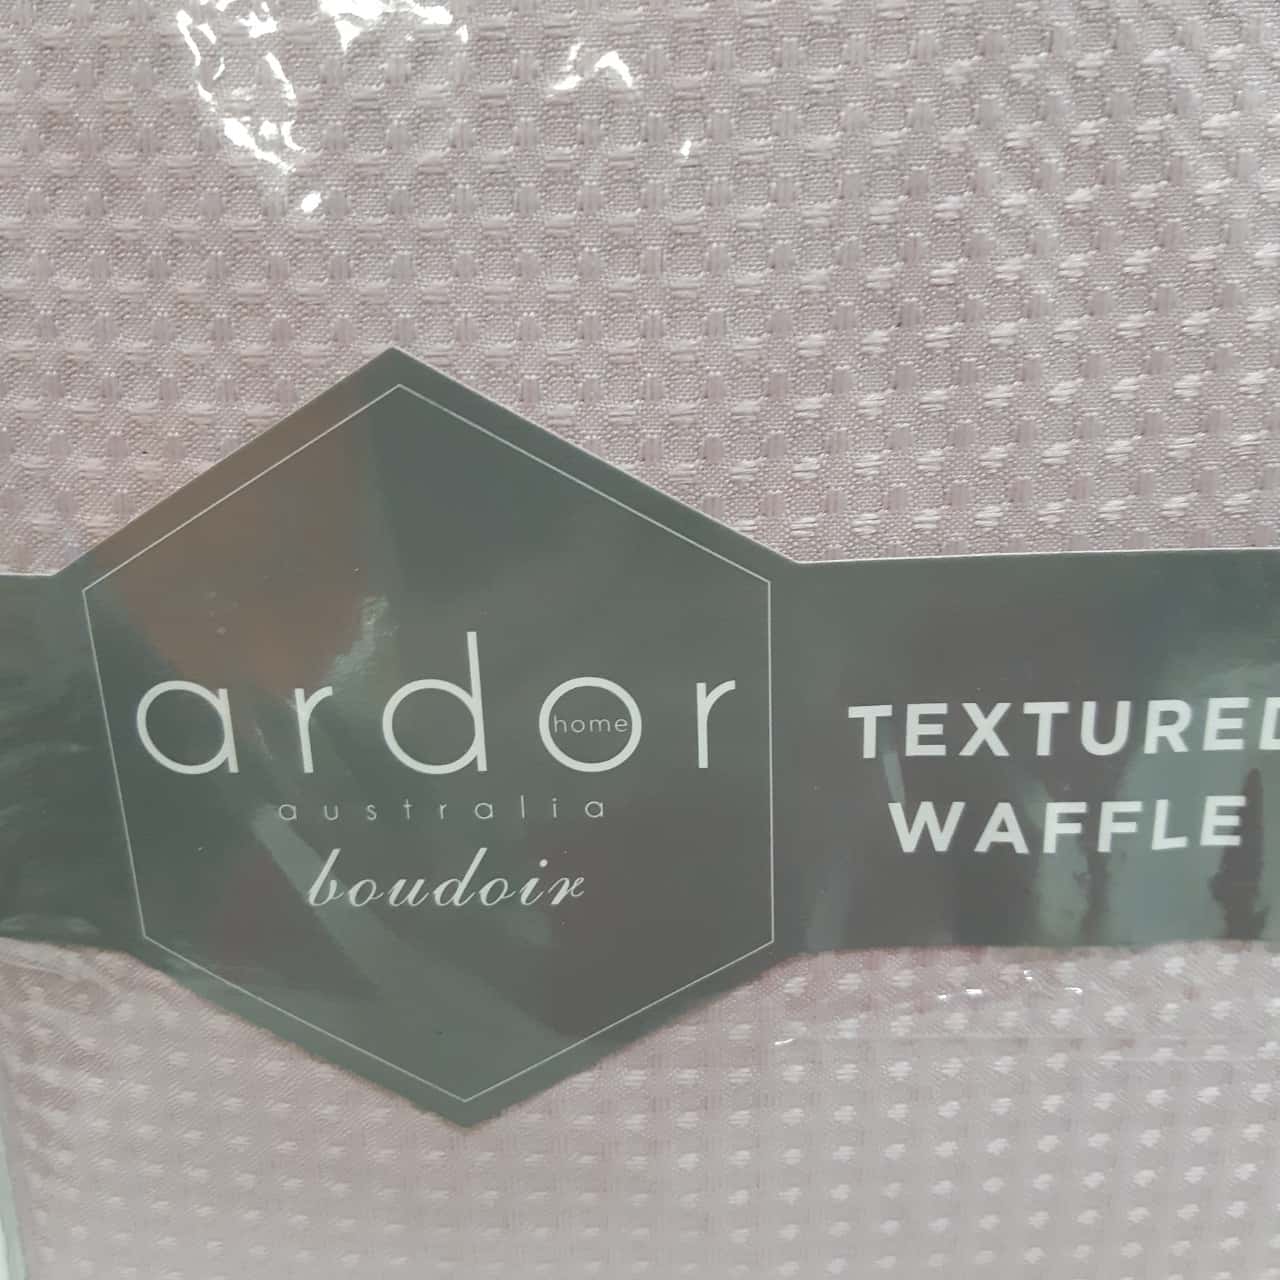 ardor
home
australia
boudoir
TEXTURED
WAFFLE